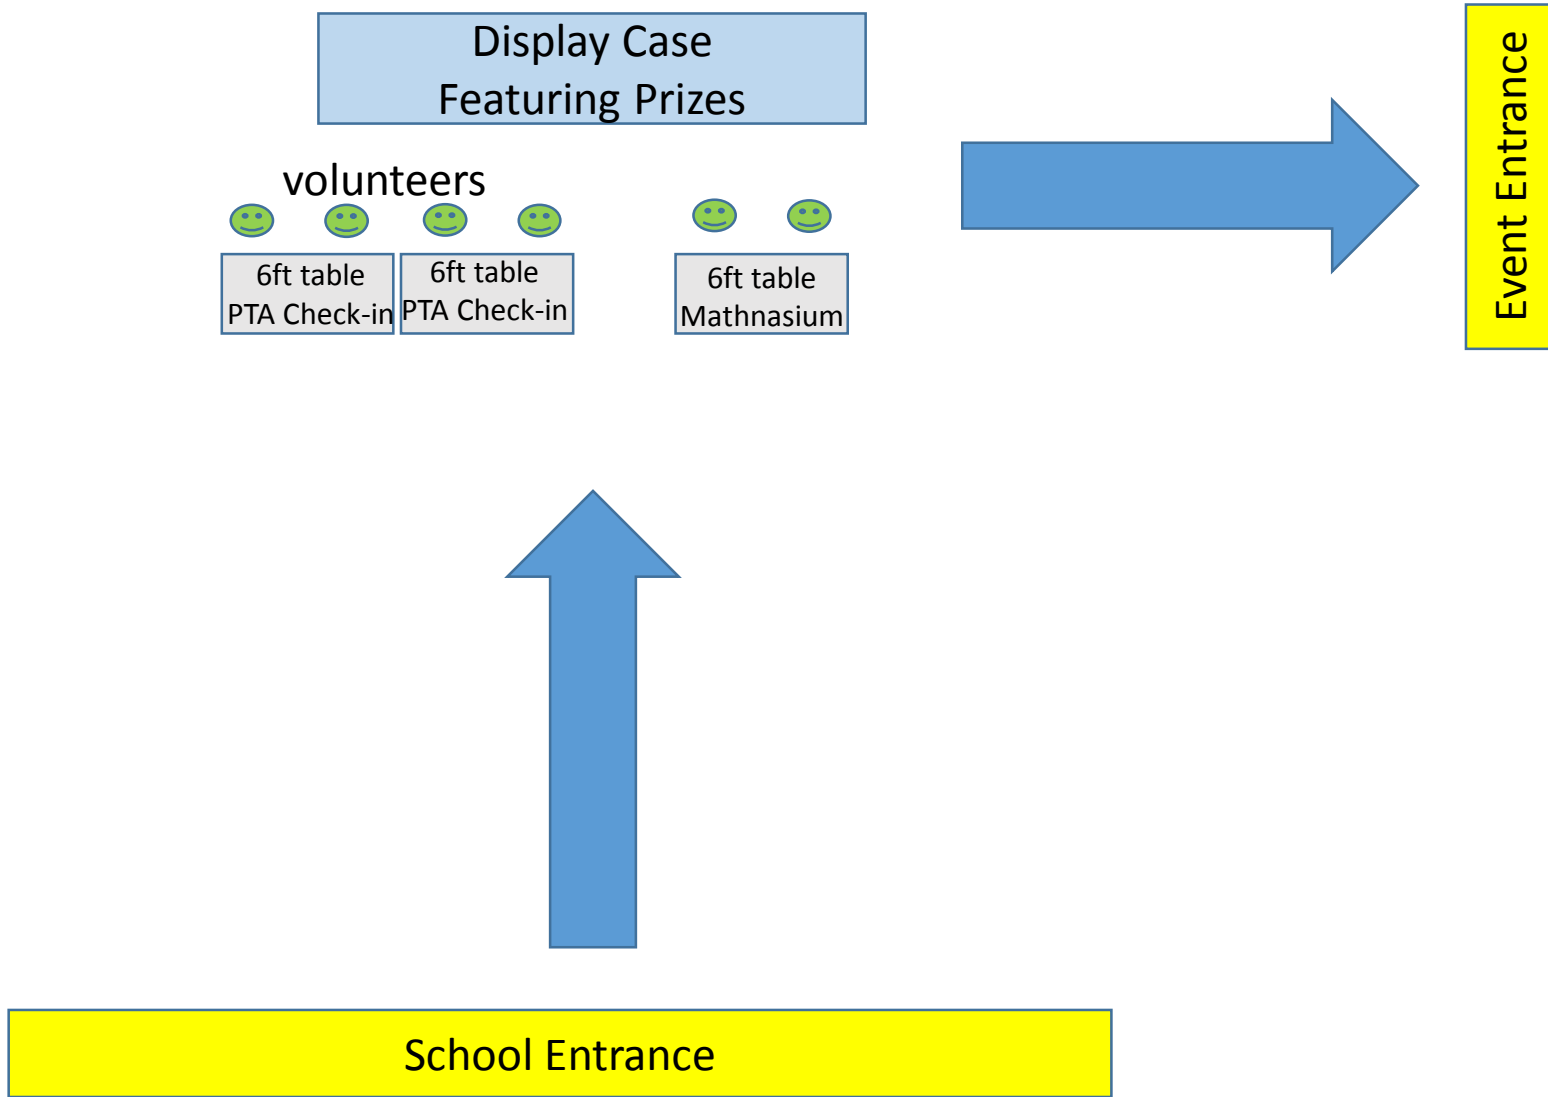 Display Case
Featuring Prizes
Event Entrance
volunteers
6ft table
PTA Check-in
6ft table
PTA Check-in
6ft table
Mathnasium
School Entrance